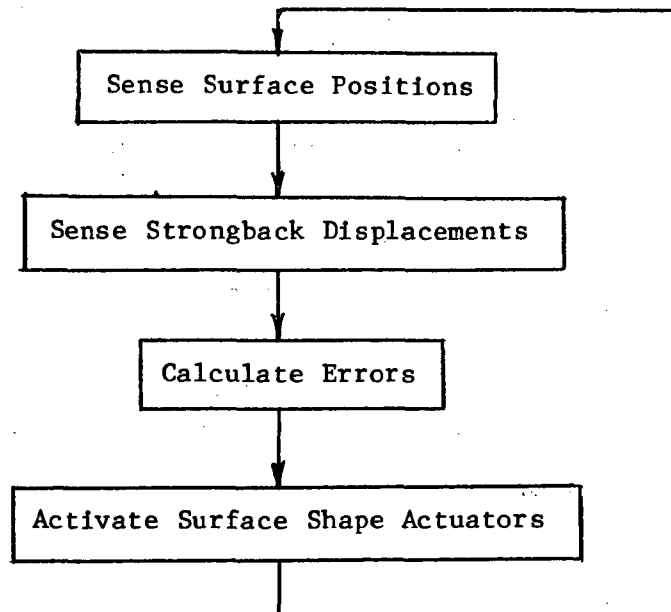 Sense Surface Positions
Sense Strongback Displacements
Calculate Errors
Activate Surface Shape Actuators